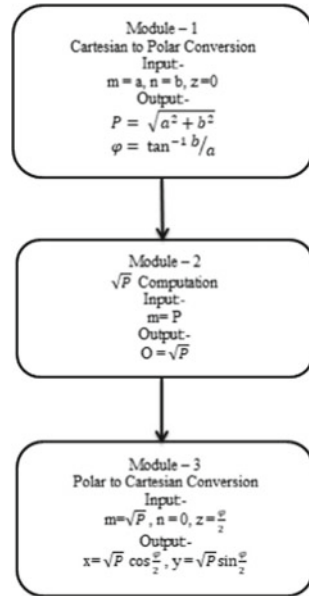 Module – 1
Cartesian to Polar Conversion
Input:-
m = a, n = b, z=0
Output:-
P = √(a² + b²)
φ = tan⁻¹ b/a
Module – 2
√P Computation
Input:-
m= P
Output:-
O = √P
Module – 3
Polar to Cartesian Conversion
Input:-
m=√P , n = 0, z=φ/2
Output:-
x=√P cos φ/2 , y=√P sin φ/2